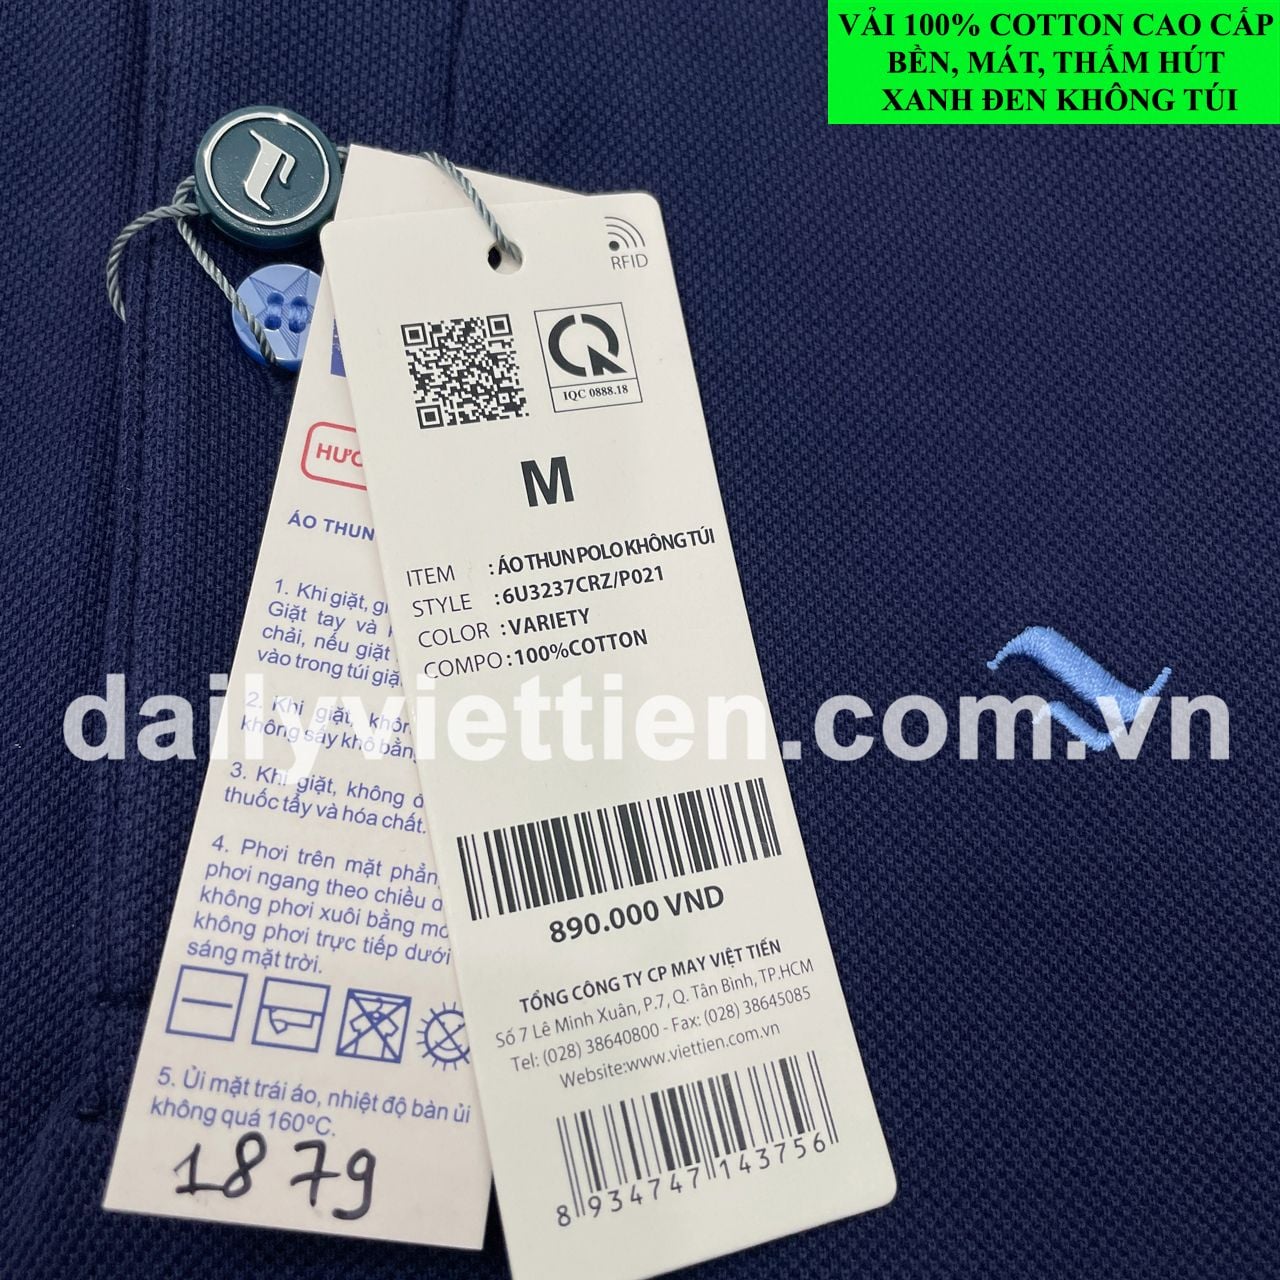 VẢI 100% COTTON CAO CẤP
BỀN, MÁT, THẤM HÚT
XANH ĐEN KHÔNG TÚI
RFID
IQC 0888.18
M
ITEM : ÁO THUN POLO KHÔNG TÚI
STYLE : 6U3237CRZ/P021
COLOR : VARIETY
COMPO : 100%COTTON
890.000 VND
TỔNG CÔNG TY CP MAY VIỆT TIẾN
Số 7 Lê Minh Xuân, P.7, Q. Tân Bình, TP.HCM
Tel: (028) 38640800 - Fax: (028) 38645085
Website:www.viettien.com.vn
8 934747 143756
ÁO THUN
1. Khi giặt,
Giặt tay và
chải, nếu giặt
vào trong túi
2. Khi giặt,
không sấy khô
3. Khi giặt, không
thuốc tẩy và hóa chất.
4. Phơi trên mặt
phơi ngang theo chiều
không phơi xuôi bằng
không phơi trực tiếp dưới
sáng mặt trời.
5. Ủi mặt trái áo, nhiệt độ bàn ủi
không quá 160°C.
1879
dailyviettien.com.vn